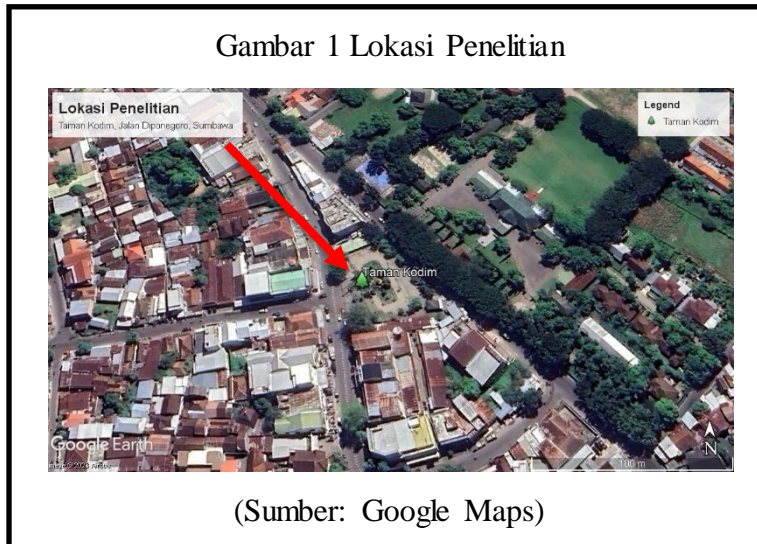 Gambar 1 Lokasi Penelitian
Lokasi Penelitian
Taman Kodim, Jalan Diponegoro, Sumbawa
Legend
Taman Kodim
Taman Kodim
Google Earth
N
100 m
(Sumber: Google Maps)